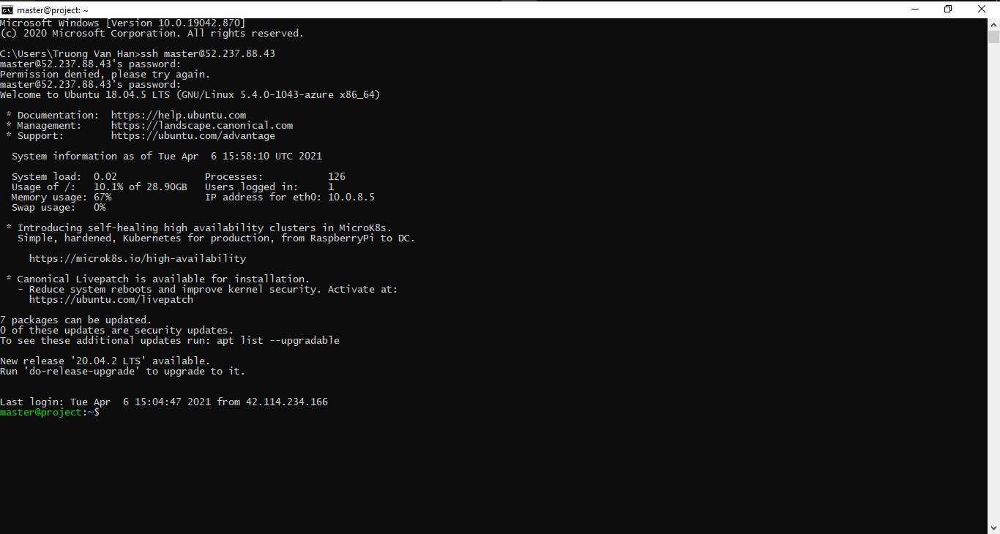 master@project: ~
Microsoft Windows [Version 10.0.19042.870]
(c) 2020 Microsoft Corporation. All rights reserved.
C:\Users\Truong Van Han>ssh master@52.237.88.43
master@52.237.88.43's password:
Permission denied, please try again.
master@52.237.88.43's password:
Welcome to Ubuntu 18.04.5 LTS (GNU/Linux 5.4.0-1043-azure x86_64)
* Documentation:  https://help.ubuntu.com
* Management:     https://landscape.canonical.com
* Support:        https://ubuntu.com/advantage
System information as of Tue Apr  6 15:58:10 UTC 2021
System load:  0.02               Processes:           126
Usage of /:   10.1% of 28.90GB   Users logged in:     1
Memory usage: 67%                IP address for eth0: 10.0.8.5
Swap usage:   0%
* Introducing self-healing high availability clusters in MicroK8s.
Simple, hardened, Kubernetes for production, from RaspberryPi to DC.
https://microk8s.io/high-availability
* Canonical Livepatch is available for installation.
- Reduce system reboots and improve kernel security. Activate at:
https://ubuntu.com/livepatch
7 packages can be updated.
0 of these updates are security updates.
To see these additional updates run: apt list --upgradable
New release '20.04.2 LTS' available.
Run 'do-release-upgrade' to upgrade to it.
Last login: Tue Apr  6 15:04:47 2021 from 42.114.234.166
master@project:~$